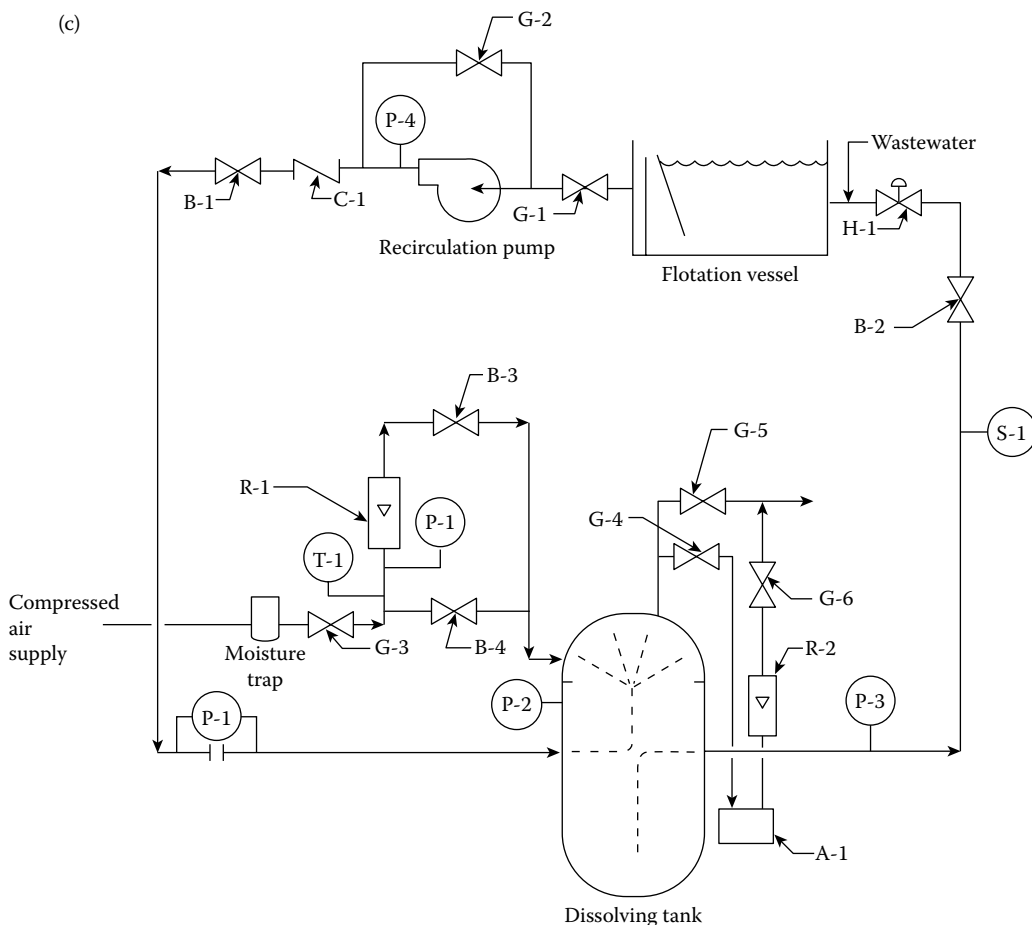 (c)
G-2
P-4
Wastewater
B-1
C-1
G-1
H-1
Recirculation pump
Flotation vessel
B-2
B-3
S-1
G-5
R-1
P-1
G-4
T-1
Compressed
air
supply
G-6
Moisture
trap
G-3
B-4
R-2
P-2
P-3
P-1
A-1
Dissolving tank